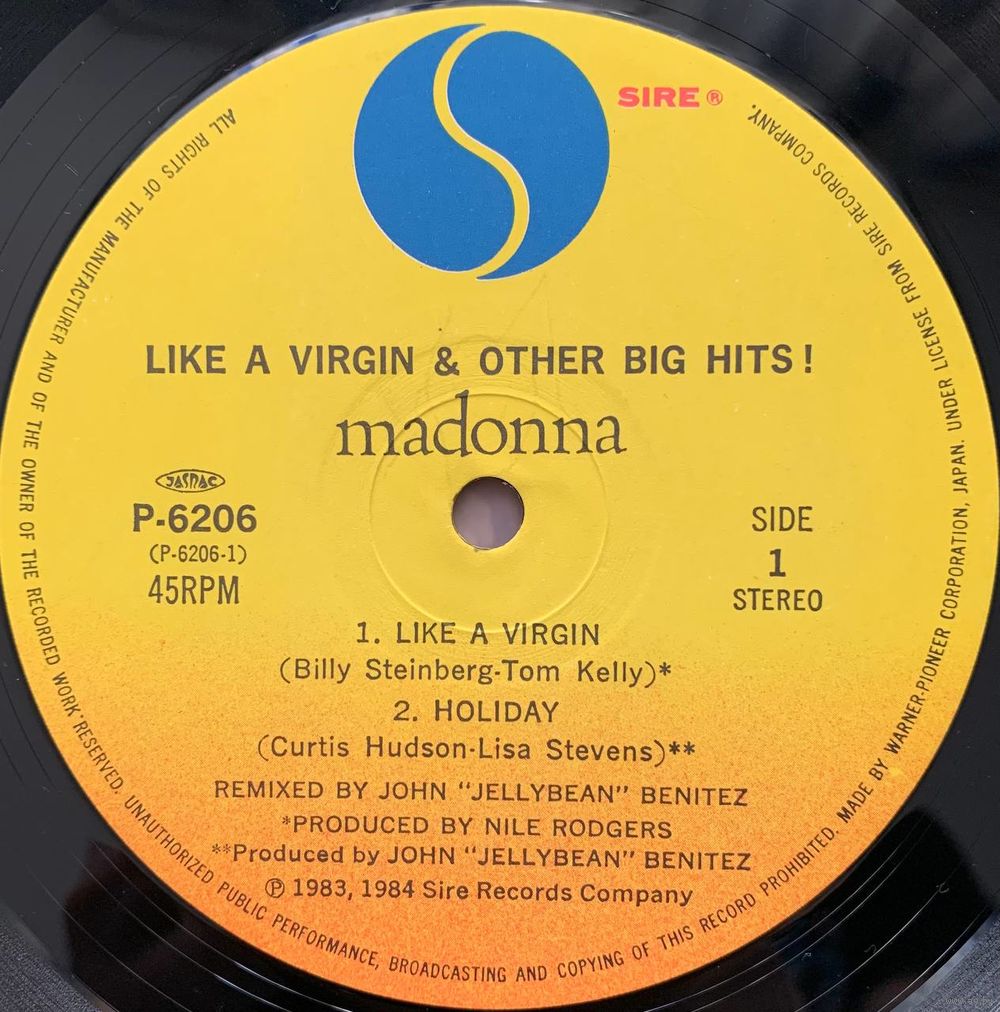 SIRE ®
LIKE A VIRGIN & OTHER BIG HITS!
madonna
JASRAC
P-6206
(P-6206-1)
45RPM
SIDE
1
STEREO
1. LIKE A VIRGIN
(Billy Steinberg-Tom Kelly)*
2. HOLIDAY
(Curtis Hudson-Lisa Stevens)**
REMIXED BY JOHN “JELLYBEAN” BENITEZ
*PRODUCED BY NILE RODGERS
**Produced by JOHN “JELLYBEAN” BENITEZ
℗ 1983, 1984 Sire Records Company
ALL RIGHTS OF THE MANUFACTURER AND OF THE OWNER OF THE RECORDED WORK RESERVED. UNAUTHORIZED PUBLIC PERFORMANCE, BROADCASTING AND COPYING OF THIS RECORD PROHIBITED. MADE BY WARNER-PIONEER CORPORATION, JAPAN. UNDER LICENSE FROM SIRE RECORDS COMPANY.